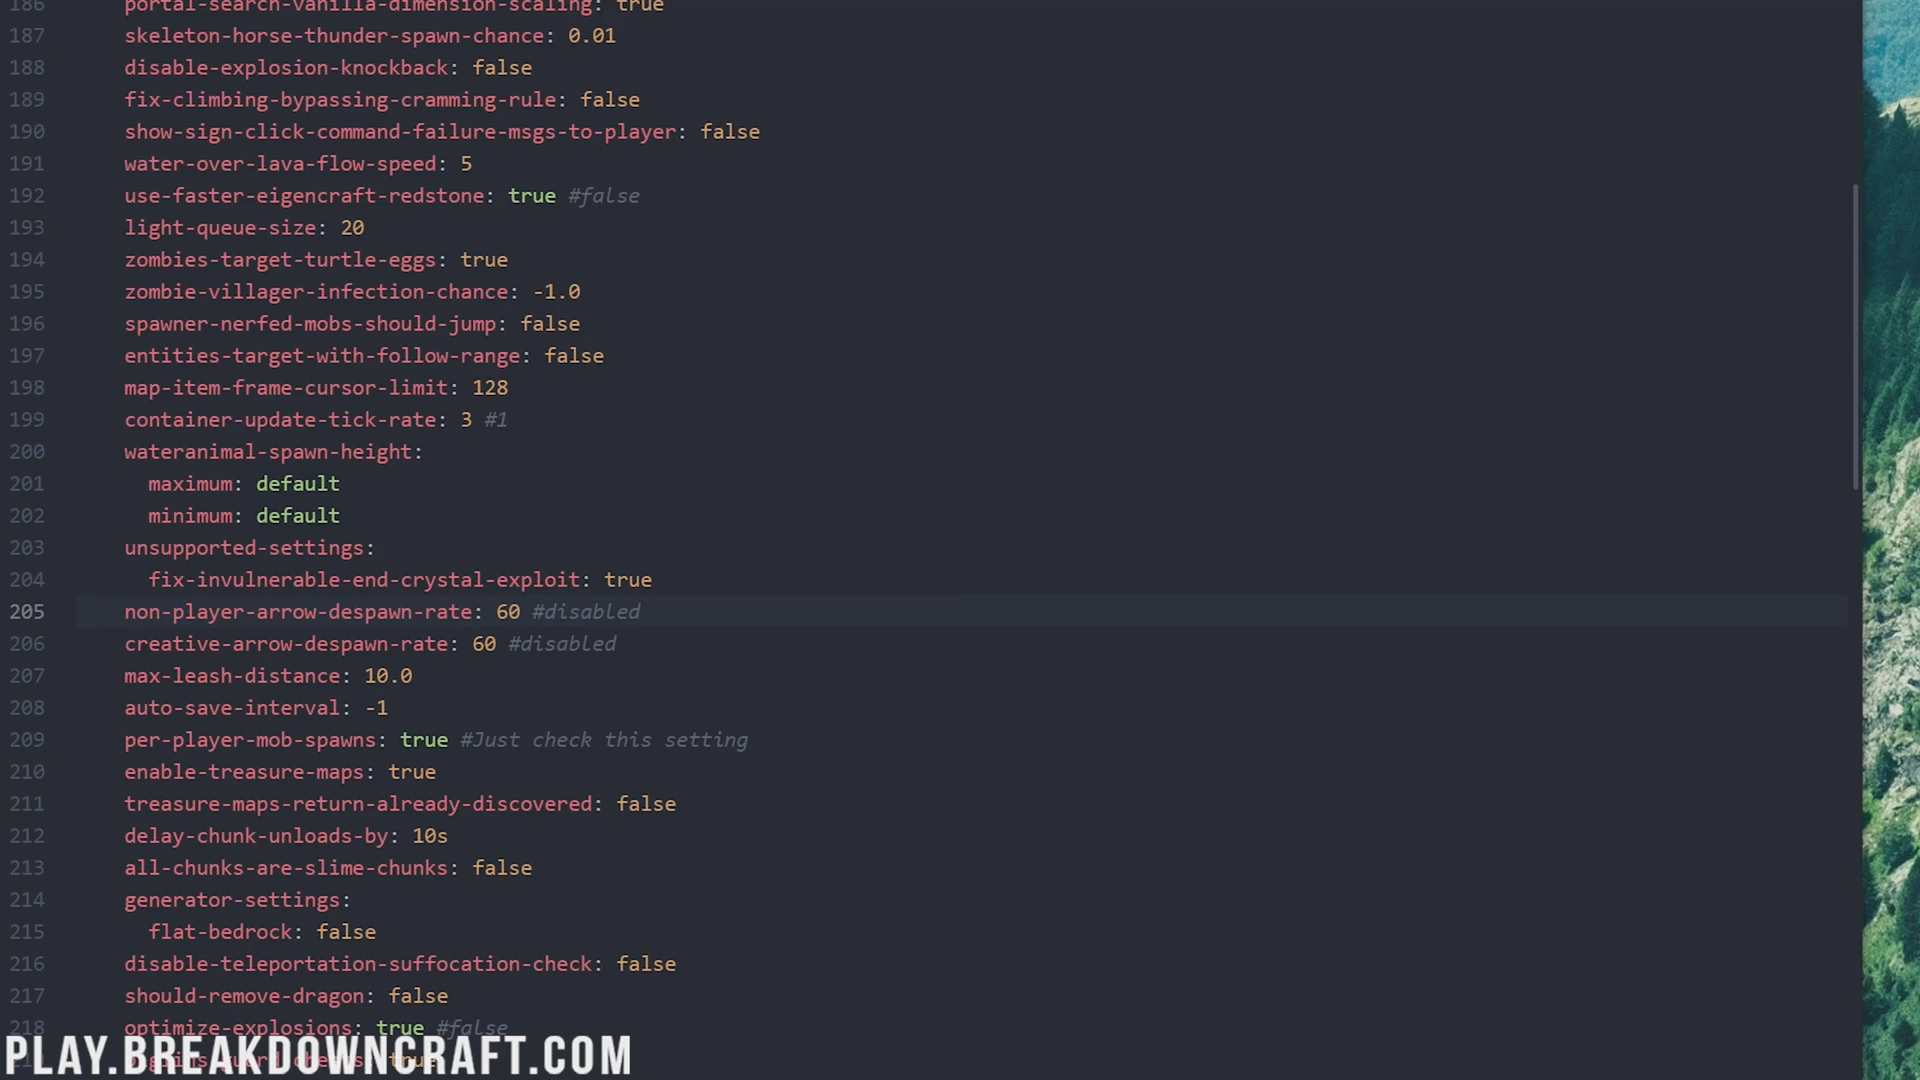 186 portal-search-vanilla-dimension-scaling: true
187 skeleton-horse-thunder-spawn-chance: 0.01
188 disable-explosion-knockback: false
189 fix-climbing-bypassing-cramming-rule: false
190 show-sign-click-command-failure-msgs-to-player: false
191 water-over-lava-flow-speed: 5
192 use-faster-eigencraft-redstone: true #false
193 light-queue-size: 20
194 zombies-target-turtle-eggs: true
195 zombie-villager-infection-chance: -1.0
196 spawner-nerfed-mobs-should-jump: false
197 entities-target-with-follow-range: false
198 map-item-frame-cursor-limit: 128
199 container-update-tick-rate: 3 #1
200 wateranimal-spawn-height:
201 maximum: default
202 minimum: default
203 unsupported-settings:
204 fix-invulnerable-end-crystal-exploit: true
205 non-player-arrow-despawn-rate: 60 #disabled
206 creative-arrow-despawn-rate: 60 #disabled
207 max-leash-distance: 10.0
208 auto-save-interval: -1
209 per-player-mob-spawns: true #Just check this setting
210 enable-treasure-maps: true
211 treasure-maps-return-already-discovered: false
212 delay-chunk-unloads-by: 10s
213 all-chunks-are-slime-chunks: false
214 generator-settings:
215 flat-bedrock: false
216 disable-teleportation-suffocation-check: false
217 should-remove-dragon: false
218 optimize-explosions: true #false
PLAY.BREAKDOWNCRAFT.COM